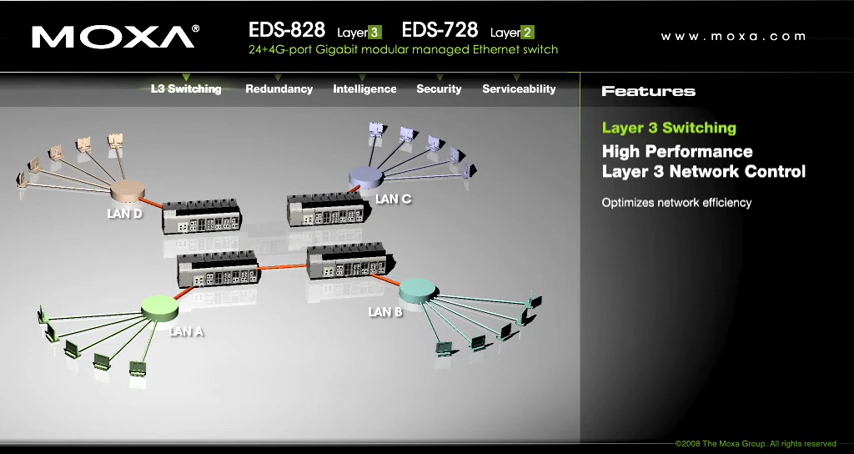 MOXA®
EDS-828 Layer 3 EDS-728 Layer 2
24+4G-port Gigabit modular managed Ethernet switch
www.moxa.com
L3 Switching Redundancy Intelligence Security Serviceability
Features
Layer 3 Switching
High Performance
Layer 3 Network Control
Optimizes network efficiency
LAN D
LAN C
LAN A
LAN B
©2008 The Moxa Group. All rights reserved